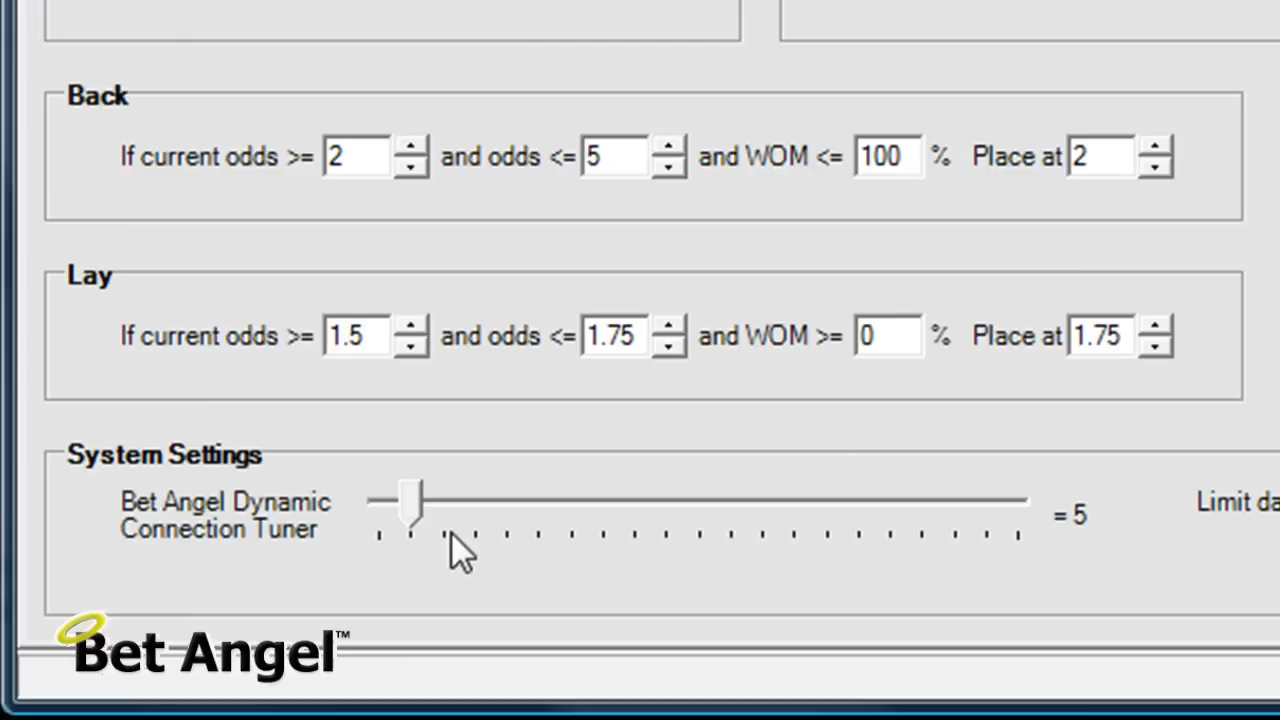 Back
If current odds >= 2 and odds <= 5 and WOM <= 100 % Place at 2
Lay
If current odds >= 1.5 and odds <= 1.75 and WOM >= 0 % Place at 1.75
System Settings
Bet Angel Dynamic
Connection Tuner
= 5
Limit da
Bet Angel™